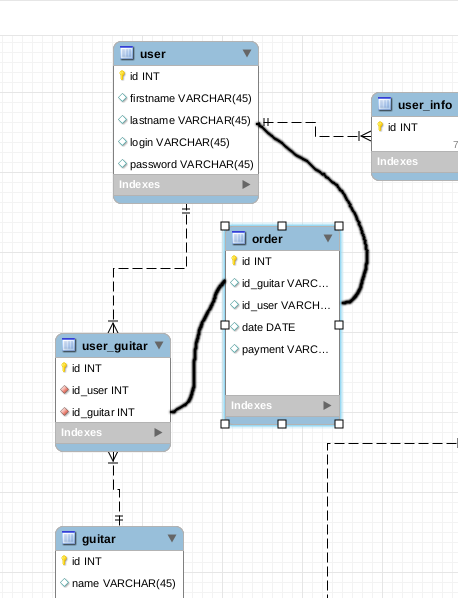 user
id INT
firstname VARCHAR(45)
lastname VARCHAR(45)
login VARCHAR(45)
password VARCHAR(45)
Indexes
user_info
id INT
7
Indexes
order
id INT
id_guitar VARC...
id_user VARCH...
date DATE
payment VARC...
Indexes
user_guitar
id INT
id_user INT
id_guitar INT
Indexes
guitar
id INT
name VARCHAR(45)